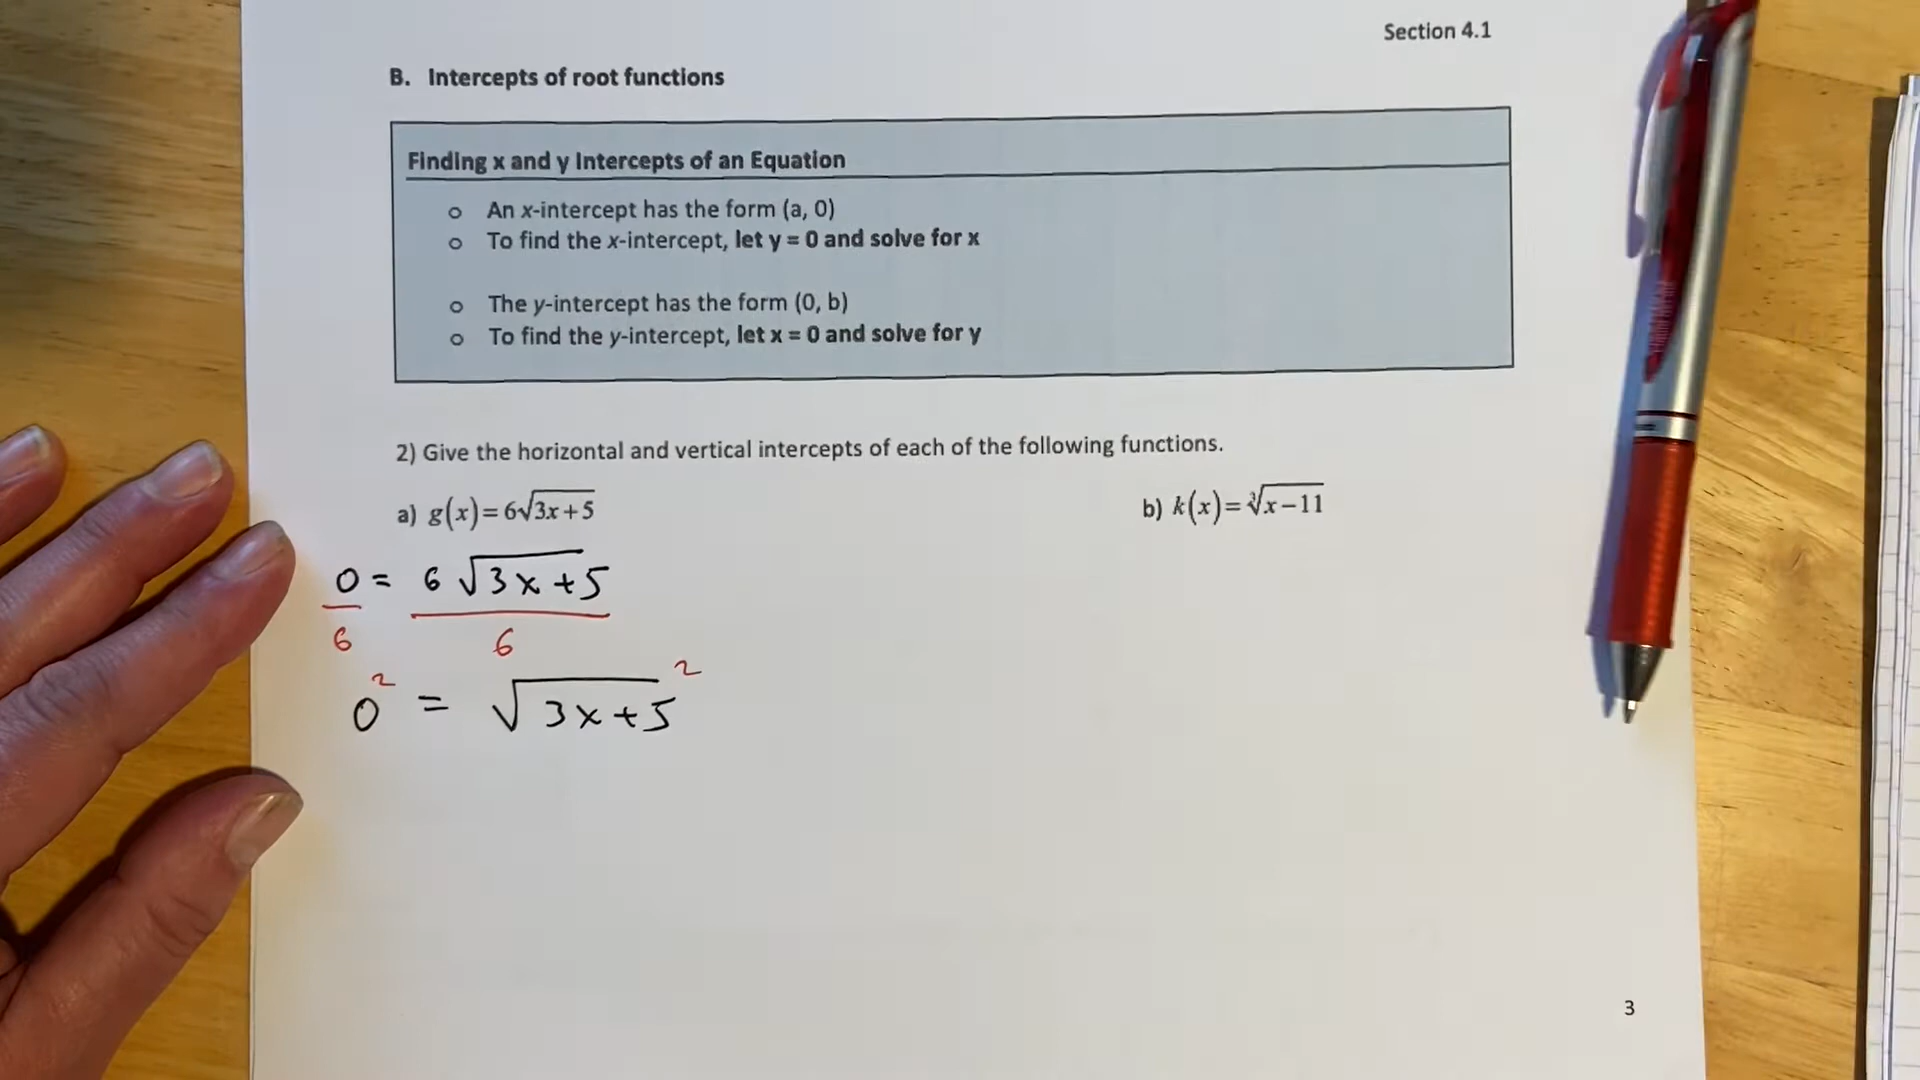 Section 4.1
B. Intercepts of root functions
Finding x and y Intercepts of an Equation
o An x-intercept has the form (a, 0)
o To find the x-intercept, let y = 0 and solve for x
o The y-intercept has the form (0, b)
o To find the y-intercept, let x = 0 and solve for y
2) Give the horizontal and vertical intercepts of each of the following functions.
a) g(x)=6√3x+5
b) k(x)=∛x−11
0 = 6 √3x+5
6 6
0² = √3x+5²
3